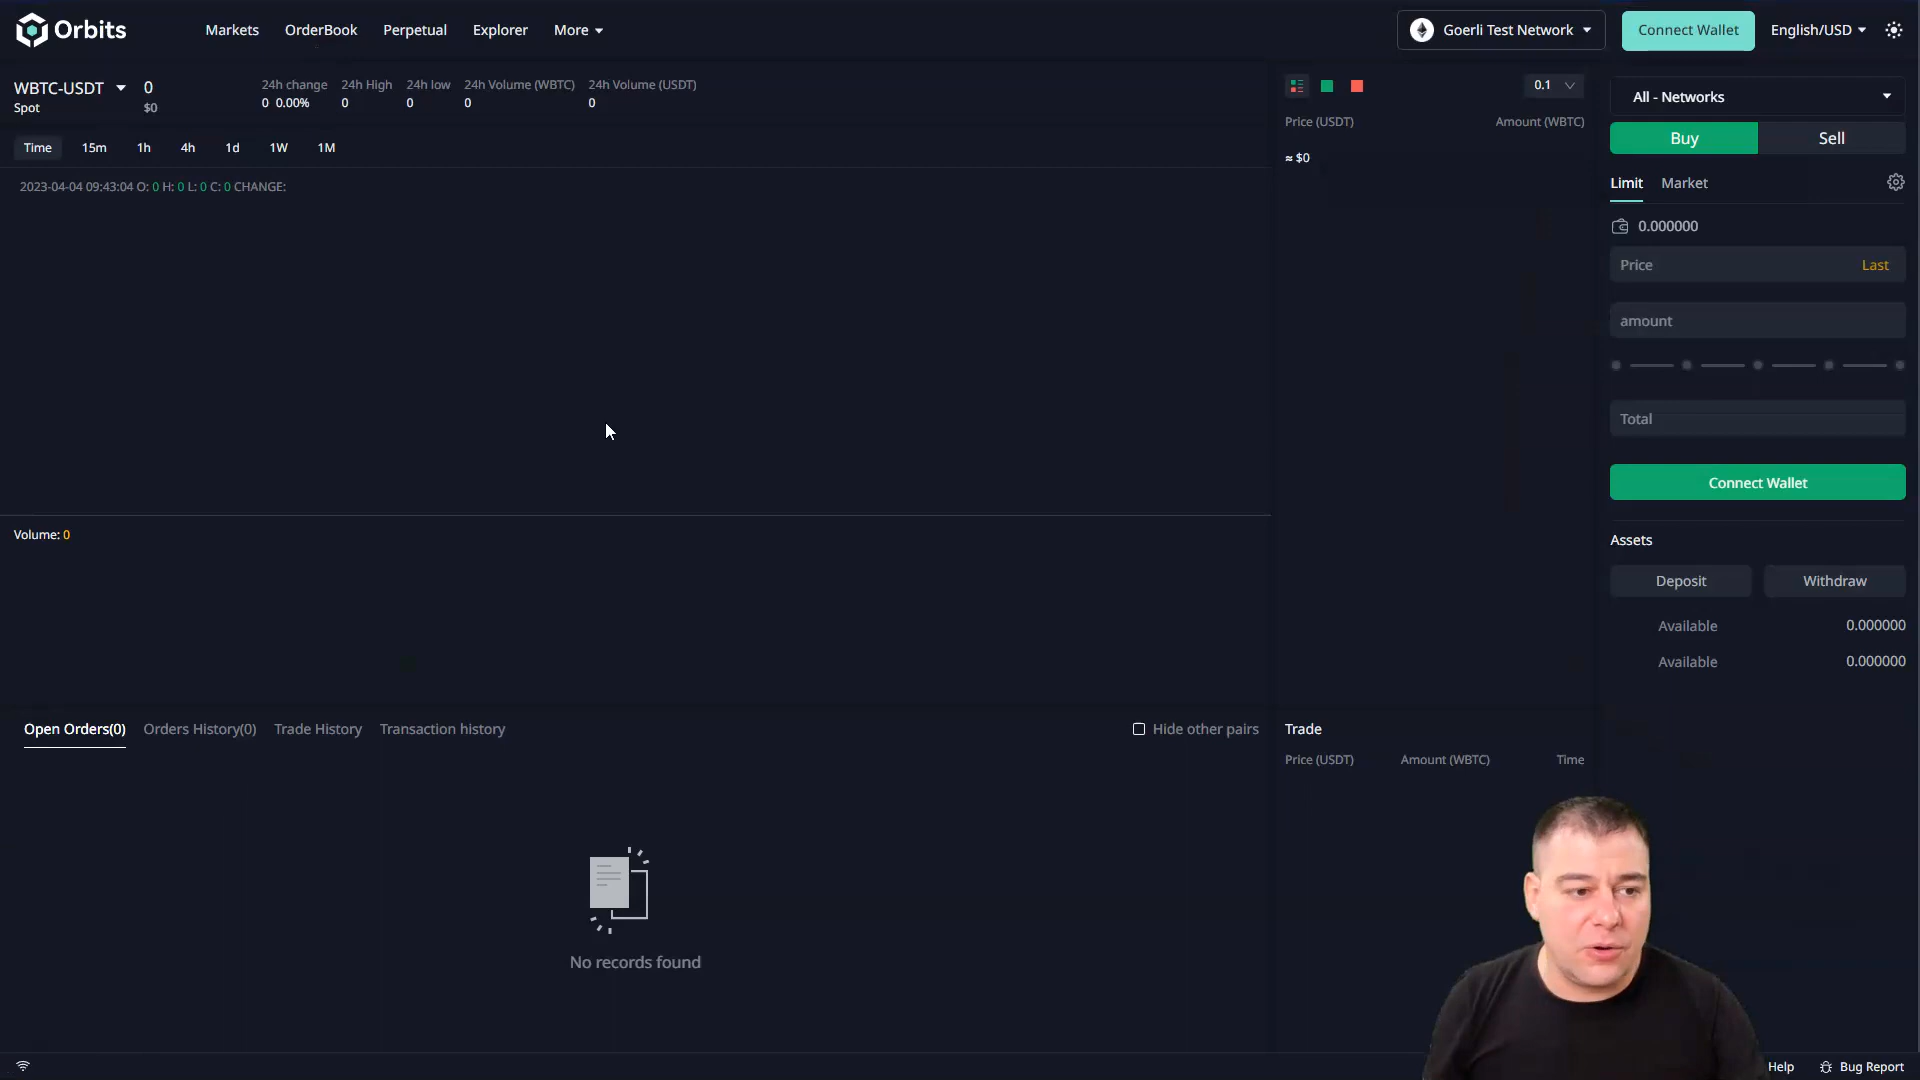 Orbits
Markets OrderBook Perpetual Explorer More
Goerli Test Network
Connect Wallet
English/USD
WBTC-USDT
Spot
0
$0
24h change 24h High 24h low 24h Volume (WBTC) 24h Volume (USDT)
0 0.00% 0 0 0 0
Time 15m 1h 4h 1d 1W 1M
2023-04-04 09:43:04 O: 0 H: 0 L: 0 C: 0 CHANGE:
Volume: 0
0.1
Price (USDT) Amount (WBTC)
≈ $0
All - Networks
Buy Sell
Limit Market
0.000000
Price Last
amount
Total
Connect Wallet
Assets
Deposit Withdraw
Available 0.000000
Available 0.000000
Open Orders(0) Orders History(0) Trade History Transaction history Hide other pairs
No records found
Trade
Price (USDT) Amount (WBTC) Time
Help Bug Report